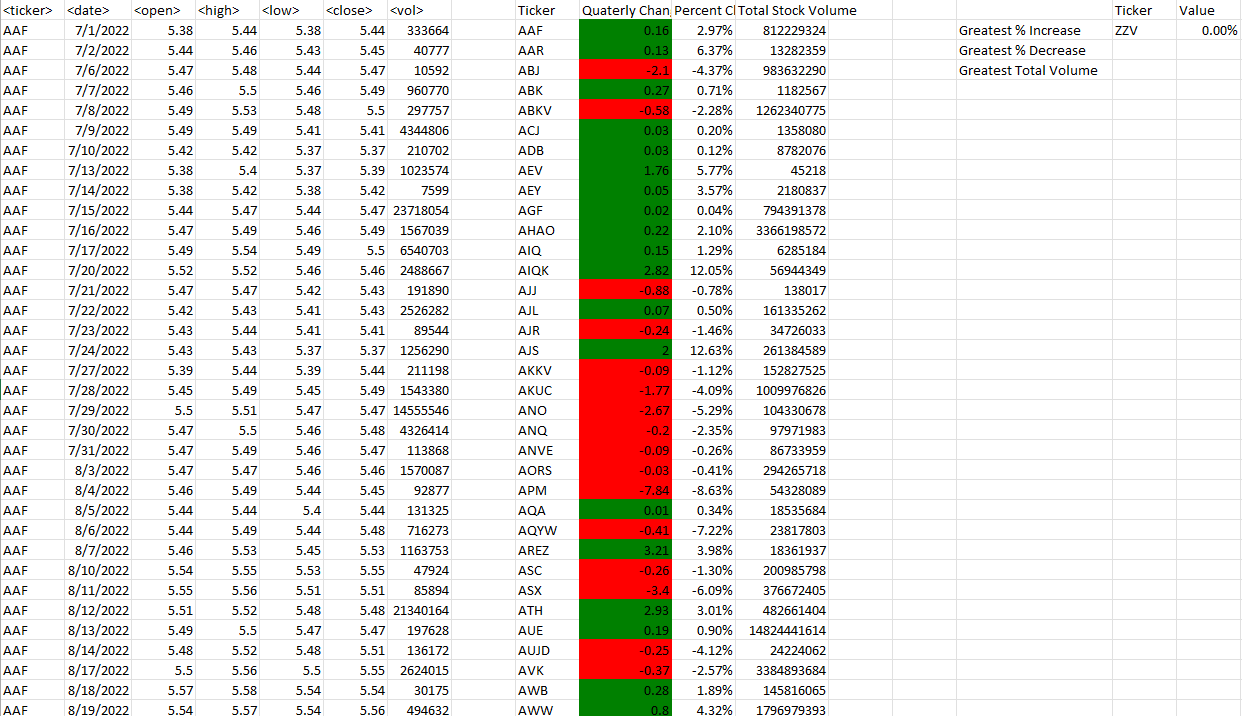 <ticker> <date> <open> <high> <low> <close> <vol> Ticker Quaterly Chan Percent Cl Total Stock Volume Ticker Value
AAF 7/1/2022 5.38 5.44 5.38 5.44 333664 AAF 0.16 2.97% 812229324 Greatest % Increase ZZV 0.00%
AAF 7/2/2022 5.44 5.46 5.43 5.45 40777 AAR 0.13 6.37% 13282359 Greatest % Decrease
AAF 7/6/2022 5.47 5.48 5.44 5.47 10592 ABJ -2.1 -4.37% 983632290 Greatest Total Volume
AAF 7/7/2022 5.46 5.5 5.46 5.49 960770 ABK 0.27 0.71% 1182567
AAF 7/8/2022 5.49 5.53 5.48 5.5 297757 ABKV -0.58 -2.28% 1262340775
AAF 7/9/2022 5.49 5.49 5.41 5.41 4344806 ACJ 0.03 0.20% 1358080
AAF 7/10/2022 5.42 5.42 5.37 5.37 210702 ADB 0.03 0.12% 8782076
AAF 7/13/2022 5.38 5.4 5.37 5.39 1023574 AEV 1.76 5.77% 45218
AAF 7/14/2022 5.38 5.42 5.38 5.42 7599 AEY 0.05 3.57% 2180837
AAF 7/15/2022 5.44 5.47 5.44 5.47 23718054 AGF 0.02 0.04% 794391378
AAF 7/16/2022 5.47 5.49 5.46 5.49 1567039 AHAO 0.22 2.10% 3366198572
AAF 7/17/2022 5.49 5.54 5.49 5.5 6540703 AIQ 0.15 1.29% 6285184
AAF 7/20/2022 5.52 5.52 5.46 5.46 2488667 AIQK 2.82 12.05% 56944349
AAF 7/21/2022 5.47 5.47 5.42 5.43 191890 AJJ -0.88 -0.78% 138017
AAF 7/22/2022 5.42 5.43 5.41 5.43 2526282 AJL 0.07 0.50% 161335262
AAF 7/23/2022 5.43 5.44 5.41 5.41 89544 AJR -0.24 -1.46% 34726033
AAF 7/24/2022 5.43 5.43 5.37 5.37 1256290 AJS 2 12.63% 261384589
AAF 7/27/2022 5.39 5.44 5.39 5.44 211198 AKKV -0.09 -1.12% 152827525
AAF 7/28/2022 5.45 5.49 5.45 5.49 1543380 AKUC -1.77 -4.09% 1009976826
AAF 7/29/2022 5.5 5.51 5.47 5.47 14555546 ANO -2.67 -5.29% 104330678
AAF 7/30/2022 5.47 5.5 5.46 5.48 4326414 ANQ -0.2 -2.35% 97971983
AAF 7/31/2022 5.47 5.49 5.46 5.47 113868 ANVE -0.09 -0.26% 86733959
AAF 8/3/2022 5.47 5.47 5.46 5.46 1570087 AORS -0.03 -0.41% 294265718
AAF 8/4/2022 5.46 5.49 5.44 5.45 92877 APM -7.84 -8.63% 54328089
AAF 8/5/2022 5.44 5.44 5.4 5.44 131325 AQA 0.01 0.34% 18535684
AAF 8/6/2022 5.44 5.49 5.44 5.48 716273 AQYW -0.41 -7.22% 23817803
AAF 8/7/2022 5.46 5.53 5.45 5.53 1163753 AREZ 3.21 3.98% 18361937
AAF 8/10/2022 5.54 5.55 5.53 5.55 47924 ASC -0.26 -1.30% 200985798
AAF 8/11/2022 5.55 5.56 5.51 5.51 85894 ASX -3.4 -6.09% 376672405
AAF 8/12/2022 5.51 5.52 5.48 5.48 21340164 ATH 2.93 3.01% 482661404
AAF 8/13/2022 5.49 5.5 5.47 5.47 197628 AUE 0.19 0.90% 14824441614
AAF 8/14/2022 5.48 5.52 5.48 5.51 136172 AUJD -0.25 -4.12% 24224062
AAF 8/17/2022 5.5 5.56 5.5 5.55 2624015 AVK -0.37 -2.57% 3384893684
AAF 8/18/2022 5.57 5.58 5.54 5.54 30175 AWB 0.28 1.89% 145816065
AAF 8/19/2022 5.54 5.57 5.54 5.56 494632 AWW 0.8 4.32% 1796979393